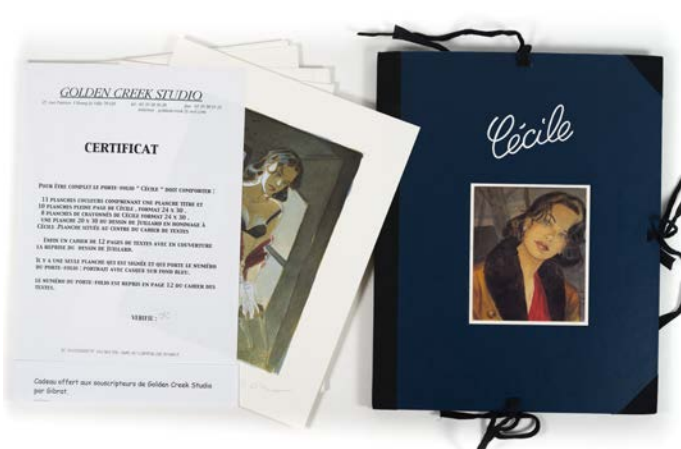 GOLDEN CREEK STUDIO
CERTIFICAT
POUR ÊTRE COMPLET LE PORTE-FOLIO " CÉCILE " DOIT COMPORTER :
11 PLANCHES COULEURS COMPRENANT UNE PLANCHE TITRE ET
10 PLANCHES PLEINE PAGE DE CÉCILE , FORMAT 24 X 30 .
8 PLANCHES DE CRAYONNÉS DE CÉCILE FORMAT 24 X 30 .
UNE PLANCHE 20 X 30 DU DESSIN DE JUILLARD EN HOMMAGE À
CÉCILE. PLANCHE SITUÉE AU CENTRE DU CAHIER DE TEXTES
ENFIN UN CAHIER DE 12 PAGES DE TEXTES AVEC EN COUVERTURE
LA REPRISE DU DESSIN DE JUILLARD.
IL Y A UNE SEULE PLANCHE QUI EST SIGNÉE ET QUI PORTE LE NUMÉRO
DU PORTE-FOLIO : PORTRAIT AVEC CASQUE SUR FOND BLEU.
LE NUMÉRO DU PORTE-FOLIO EST REPRIS EN PAGE 12 DU CAHIER DES
TEXTES.
VERIFIE :
Cadeau offert aux souscripteurs de Golden Creek Studio
par Gibrat.
Cécile